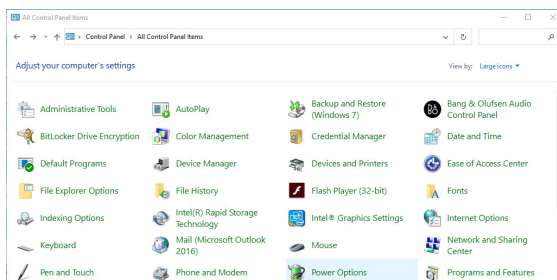 All Control Panel Items
Control Panel > All Control Panel Items
Adjust your computer's settings
View by: Large icons
Administrative Tools
AutoPlay
Backup and Restore
(Windows 7)
Bang & Olufsen Audio
Control Panel
BitLocker Drive Encryption
Color Management
Credential Manager
Date and Time
Default Programs
Device Manager
Devices and Printers
Ease of Access Center
File Explorer Options
File History
Flash Player (32-bit)
Fonts
Indexing Options
Intel(R) Rapid Storage
Technology
Intel® Graphics Settings
Internet Options
Keyboard
Mail (Microsoft Outlook
2016)
Mouse
Network and Sharing
Center
Pen and Touch
Phone and Modem
Power Options
Programs and Features